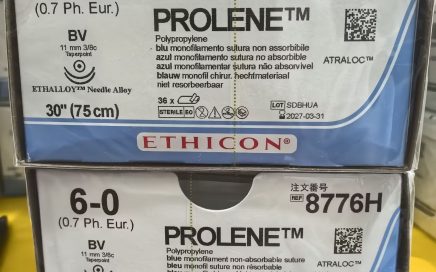 (0.7 Ph. Eur.)
PROLENE™
BV
11 mm 3/8c
Taperpoint
Polypropylene
blu monofilamento sutura non assorbibile
azul monofilamento sutura no absorbible
azul monofilamentar sutura não absorvível
blauw monofil chirur. hechtmateriaal
niet resorbeerbaar
ATRALOC™
ETHALLOY™ Needle Alloy
30" (75 cm)
36 x
STERILE EO
LOT SDBHUA
2027-03-31
ETHICON®
6-0
(0.7 Ph. Eur.)
注文番号
REF 8776H
PROLENE™
BV
11 mm 3/8c
Taperpoint
Polypropylene
blue monofilament non-absorbable suture
bleu monofilament suture non résorbable
ATRALOC™